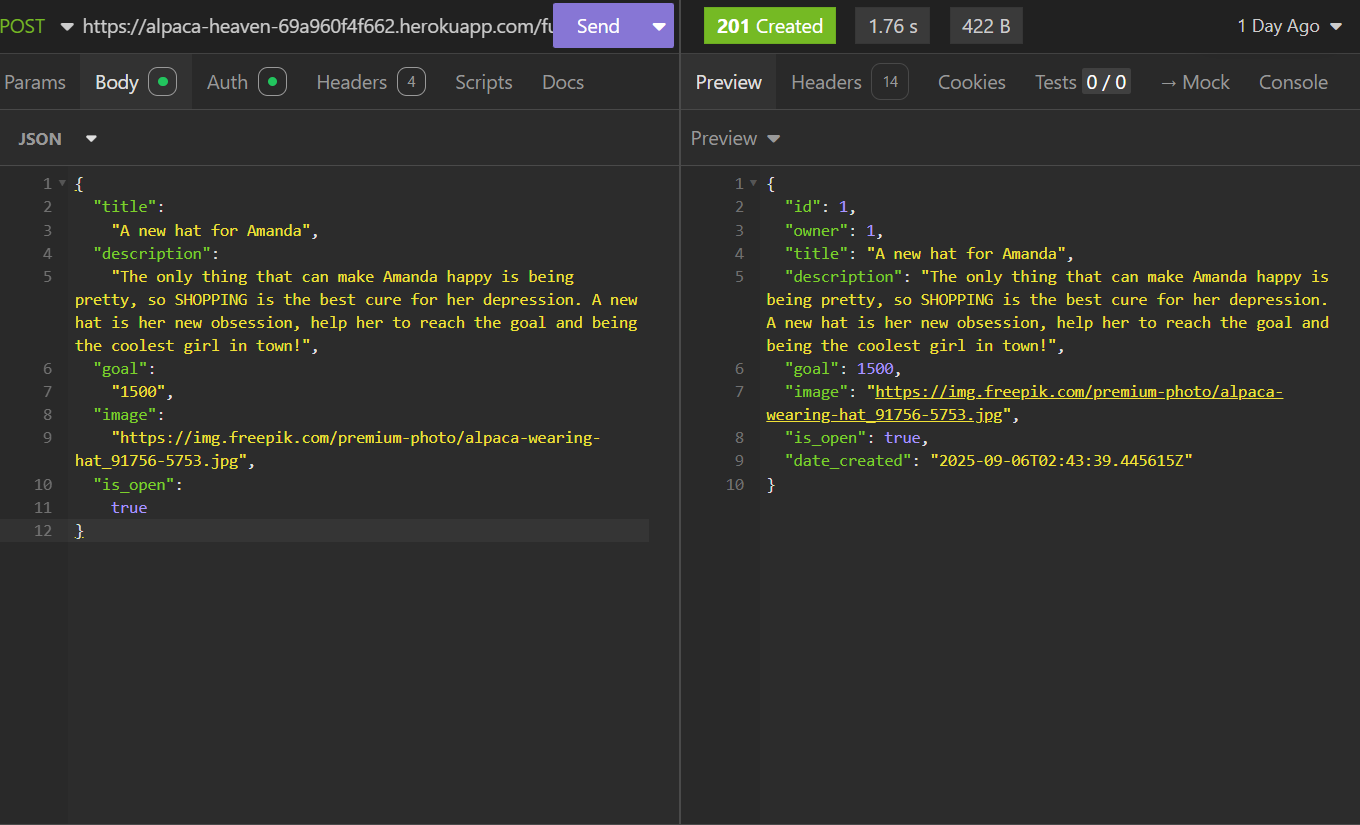 POST https://alpaca-heaven-69a960f4f662.herokuapp.com/fu Send
Params Body Auth Headers 4 Scripts Docs
JSON
1 {
2 "title":
3 "A new hat for Amanda",
4 "description":
5 "The only thing that can make Amanda happy is being
pretty, so SHOPPING is the best cure for her depression. A new
hat is her new obsession, help her to reach the goal and being
the coolest girl in town!",
6 "goal":
7 "1500",
8 "image":
9 "https://img.freepik.com/premium-photo/alpaca-wearing-
hat_91756-5753.jpg",
10 "is_open":
11 true
12 }
201 Created 1.76 s 422 B 1 Day Ago
Preview Headers 14 Cookies Tests 0 / 0 → Mock Console
Preview
1 {
2 "id": 1,
3 "owner": 1,
4 "title": "A new hat for Amanda",
5 "description": "The only thing that can make Amanda happy is
being pretty, so SHOPPING is the best cure for her depression.
A new hat is her new obsession, help her to reach the goal and
being the coolest girl in town!",
6 "goal": 1500,
7 "image": "https://img.freepik.com/premium-photo/alpaca-
wearing-hat_91756-5753.jpg",
8 "is_open": true,
9 "date_created": "2025-09-06T02:43:39.445615Z"
10 }